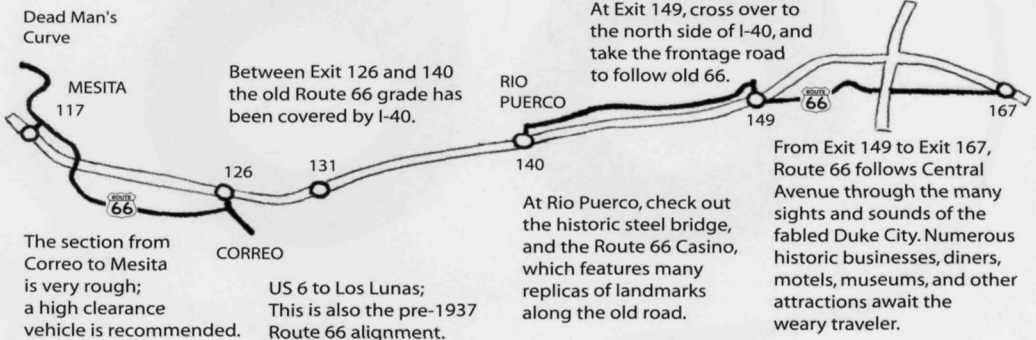 Dead Man's
Curve
MESITA
117
Between Exit 126 and 140
the old Route 66 grade has
been covered by I-40.
RIO
PUERCO
At Exit 149, cross over to
the north side of I-40, and
take the frontage road
to follow old 66.
ROUTE
66
149
167
126
131
140
ROUTE
66
CORREO
The section from
Correo to Mesita
is very rough;
a high clearance
vehicle is recommended.
US 6 to Los Lunas;
This is also the pre-1937
Route 66 alignment.
At Rio Puerco, check out
the historic steel bridge,
and the Route 66 Casino,
which features many
replicas of landmarks
along the old road.
From Exit 149 to Exit 167,
Route 66 follows Central
Avenue through the many
sights and sounds of the
fabled Duke City. Numerous
historic businesses, diners,
motels, museums, and other
attractions await the
weary traveler.